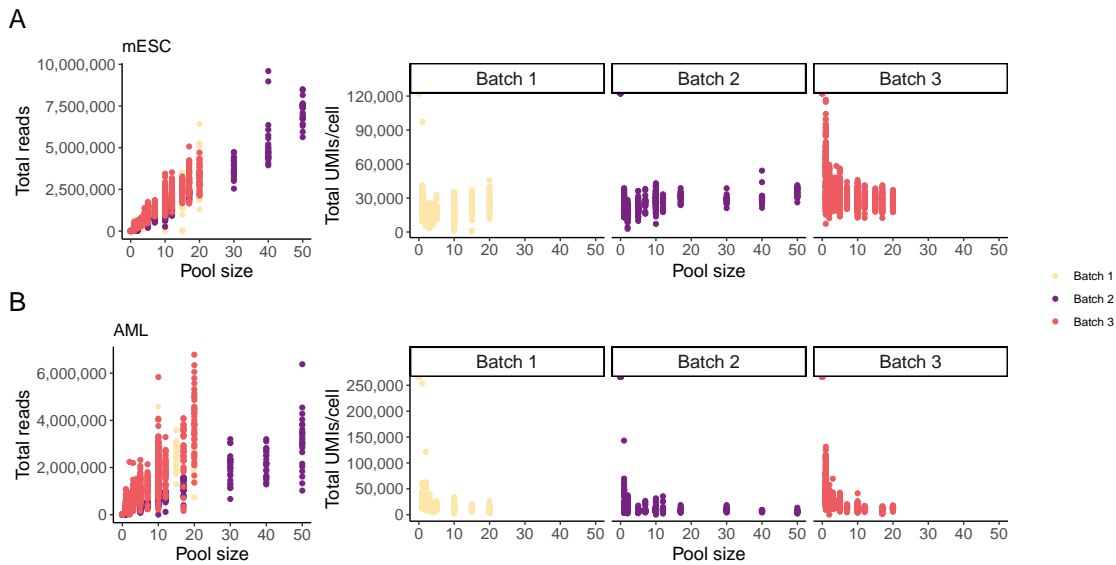 A
mESC
Total reads
10,000,000
7,500,000
5,000,000
2,500,000
0
0 10 20 30 40 50
Pool size
Batch 1 Batch 2 Batch 3
Total UMIs/cell
120,000
90,000
60,000
30,000
0
0 10 20 30 40 50 0 10 20 30 40 50 0 10 20 30 40 50
Pool size
Batch 1
Batch 2
Batch 3
B
AML
Total reads
6,000,000
4,000,000
2,000,000
0
0 10 20 30 40 50
Pool size
Batch 1 Batch 2 Batch 3
Total UMIs/cell
250,000
200,000
150,000
100,000
50,000
0
0 10 20 30 40 50 0 10 20 30 40 50 0 10 20 30 40 50
Pool size